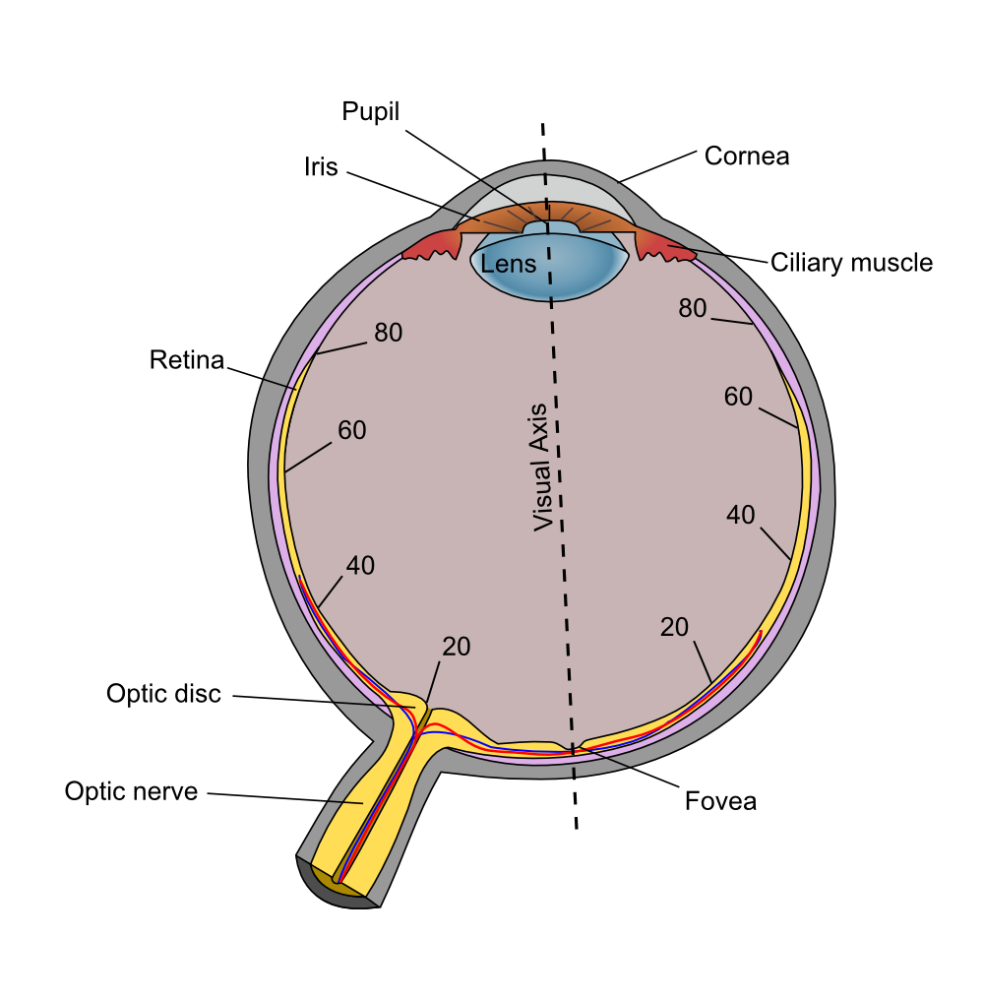 Pupil
Iris
Cornea
Lens
Ciliary muscle
80
80
Retina
60
60
Visual Axis
40
40
20
20
Optic disc
Optic nerve
Fovea